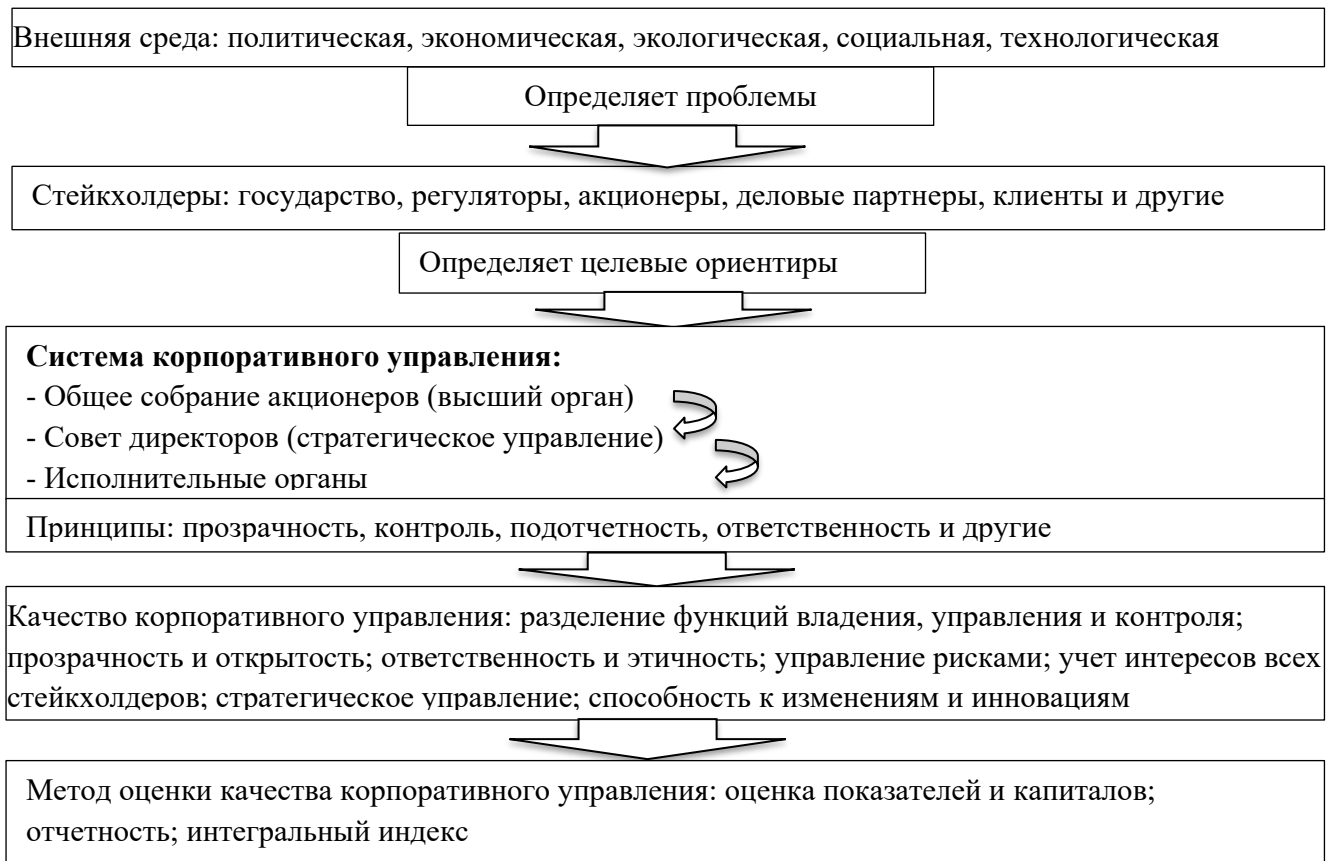 Внешняя среда: политическая, экономическая, экологическая, социальная, технологическая
Определяет проблемы
Стейкхолдеры: государство, регуляторы, акционеры, деловые партнеры, клиенты и другие
Определяет целевые ориентиры
Система корпоративного управления:
- Общее собрание акционеров (высший орган)
- Совет директоров (стратегическое управление)
- Исполнительные органы
Принципы: прозрачность, контроль, подотчетность, ответственность и другие
Качество корпоративного управления: разделение функций владения, управления и контроля;
прозрачность и открытость; ответственность и этичность; управление рисками; учет интересов всех
стейкхолдеров; стратегическое управление; способность к изменениям и инновациям
Метод оценки качества корпоративного управления: оценка показателей и капиталов;
отчетность; интегральный индекс